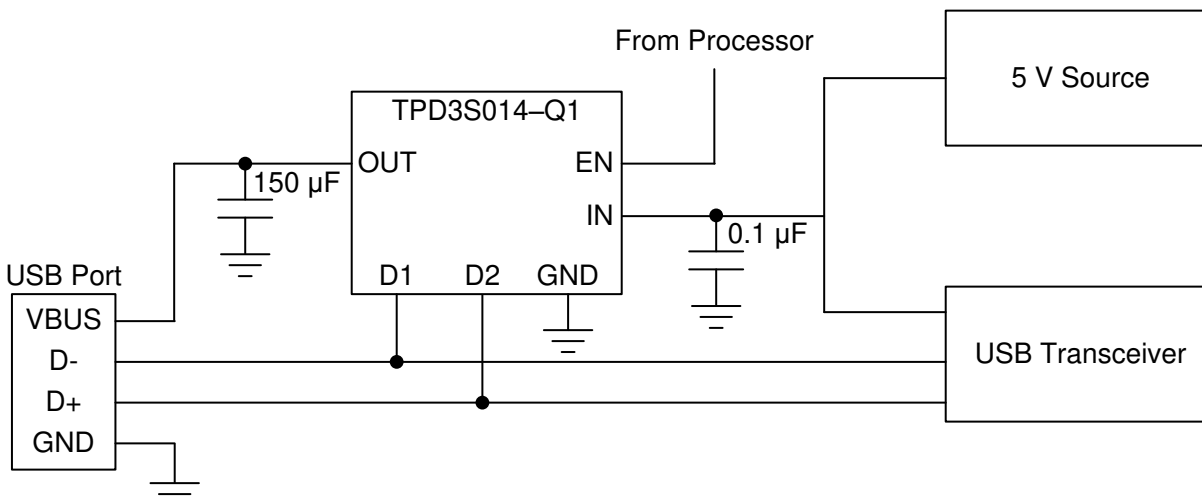 From Processor
5 V Source
TPD3S014–Q1
OUT
EN
150 µF
IN
0.1 µF
USB Port
D1
D2
GND
VBUS
D-
USB Transceiver
D+
GND